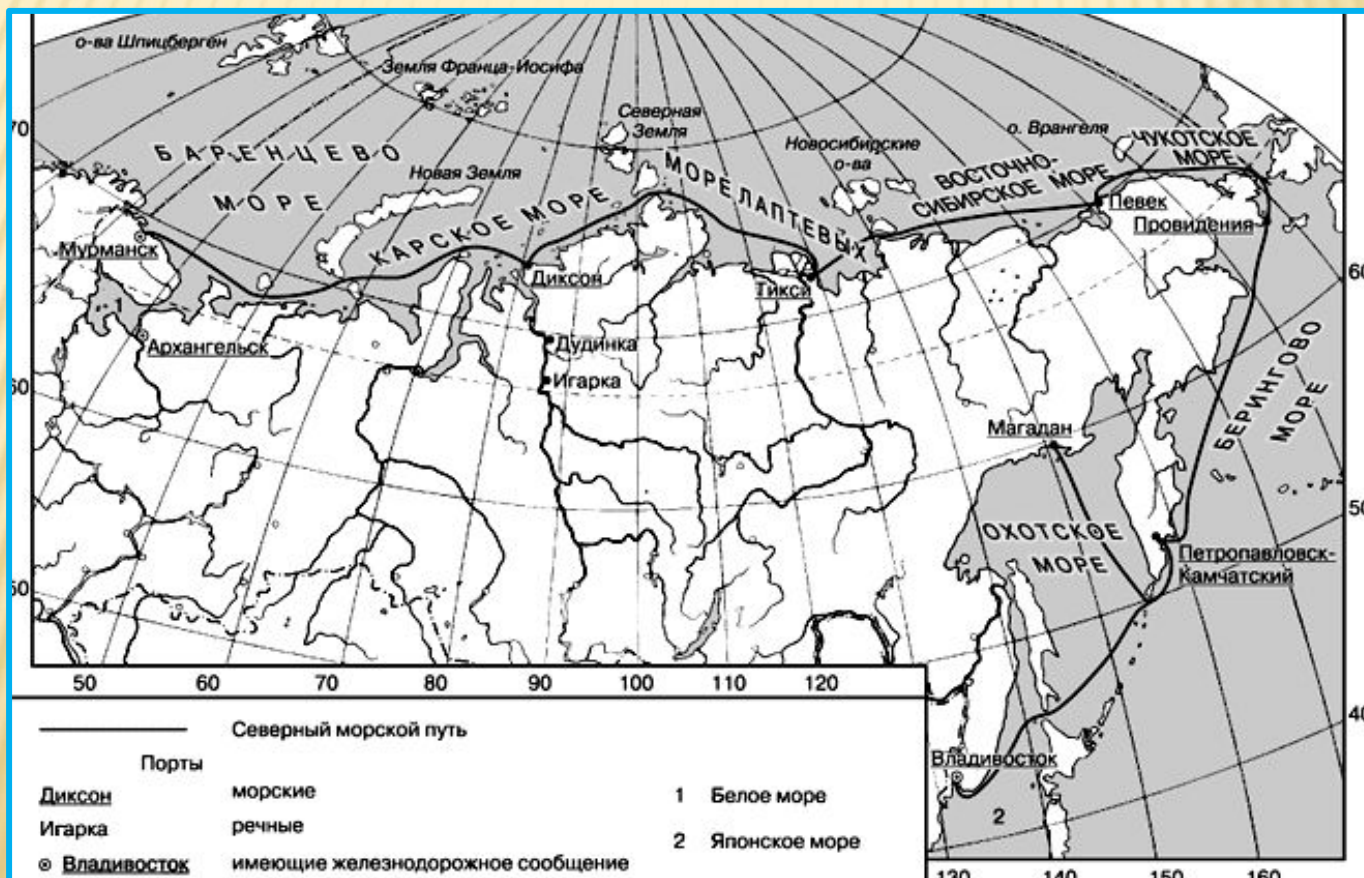 о-ва Шпицберген
Земля Франца-Иосифа
Северная
Земля
Новосибирские
о-ва
о. Врангеля
ЧУКОТСКОЕ
МОРЕ
70
БАРЕНЦЕВО
МОРЕ
Новая Земля
КАРСКОЕ МОРЕ
МОРЕ ЛАПТЕВЫХ
ВОСТОЧНО-
СИБИРСКОЕ МОРЕ
Певек
Провидения
Мурманск
Диксон
Тикси
60
1
Архангельск
Дудинка
Игарка
БЕРИНГОВО
МОРЕ
60
Магадан
50
ОХОТСКОЕ
МОРЕ
Петропавловск-
Камчатский
50
50 60 70 80 90 100 110 120
40
Владивосток
2
130 140 150 160
Северный морской путь
Порты
Диксон морские
Игарка речные
Владивосток имеющие железнодорожное сообщение
1 Белое море
2 Японское море